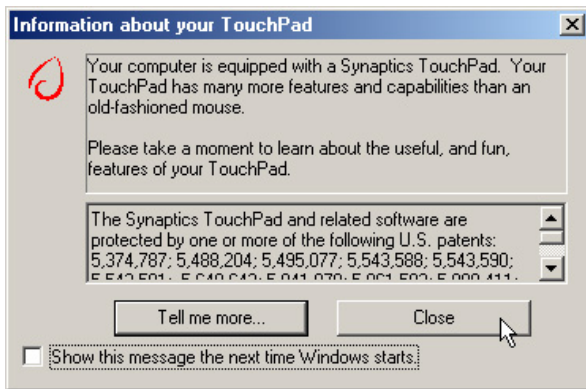 Information about your TouchPad
Your computer is equipped with a Synaptics TouchPad. Your
TouchPad has many more features and capabilities than an
old-fashioned mouse.
Please take a moment to learn about the useful, and fun,
features of your TouchPad.
The Synaptics TouchPad and related software are
protected by one or more of the following U.S. patents:
5,374,787; 5,488,204; 5,495,077; 5,543,588; 5,543,590;
Tell me more...
Close
Show this message the next time Windows starts.